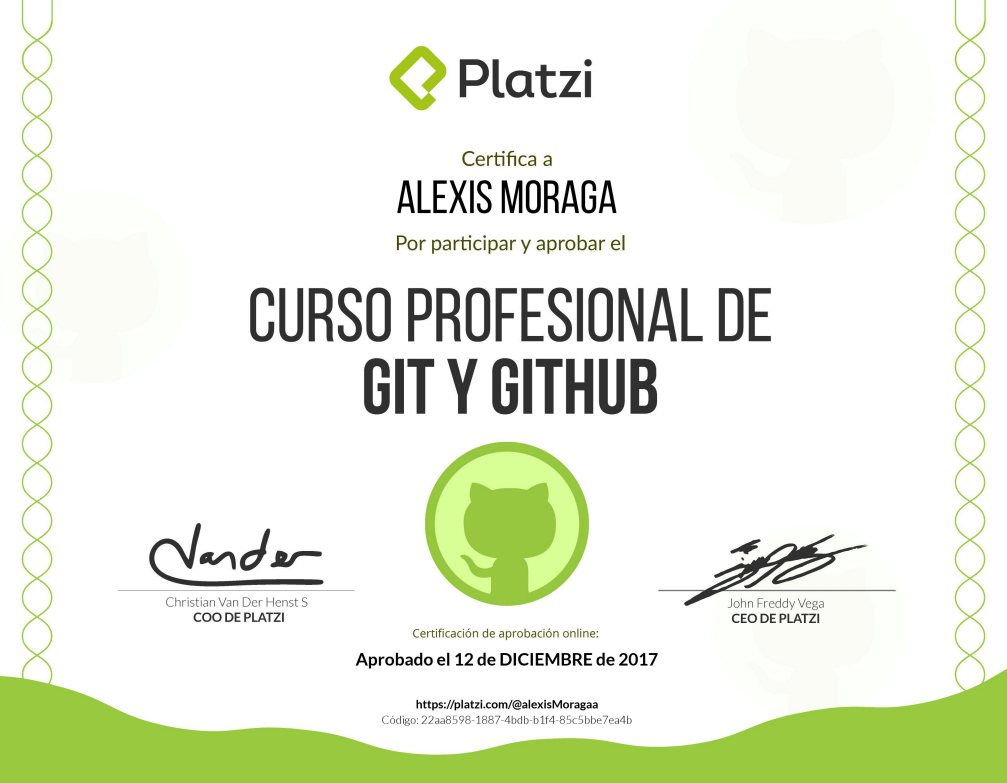 Platzi
Certifica a
ALEXIS MORAGA
Por participar y aprobar el
CURSO PROFESIONAL DE
GIT Y GITHUB
Vander
Christian Van Der Henst S
COO DE PLATZI
John Freddy Vega
CEO DE PLATZI
Certificación de aprobación online:
Aprobado el 12 de DICIEMBRE de 2017
https://platzi.com/@alexisMoragaa
Código: 22aa8598-1887-4bdb-b1f4-85c5bbe7ea4b